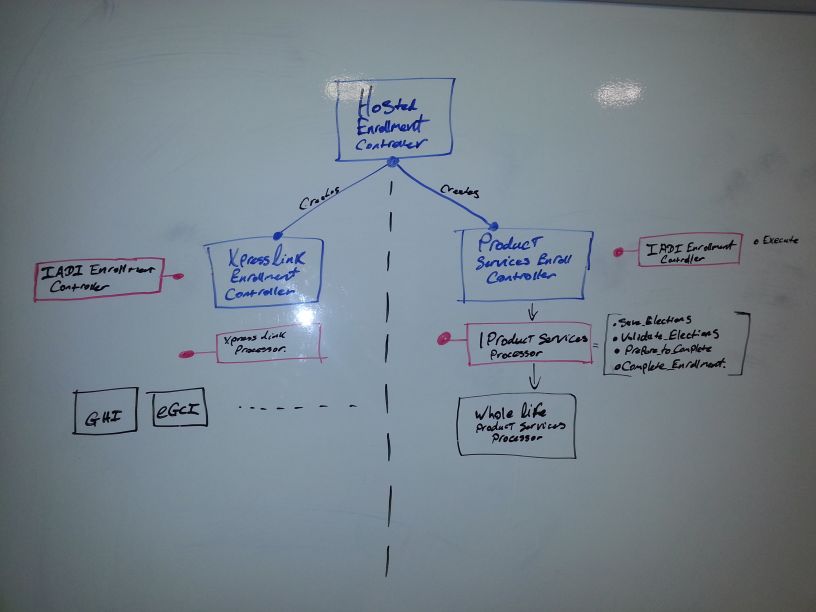 Hosted
Enrollment
Controller
Creates
Creates
XpressLink
Enrollment
Controller
Product
Services Enroll
Controller
IADI Enrollment
Controller
IADI Enrollment
Controller
• Execute
Xpress Link
Processor.
I Product Services
Processor
=
• Save_Elections
• Validate_Elections
• Prepare_to_Complete
• Complete_Enrollment.
GHI
eGCI
Whole life
Product Services
Processor